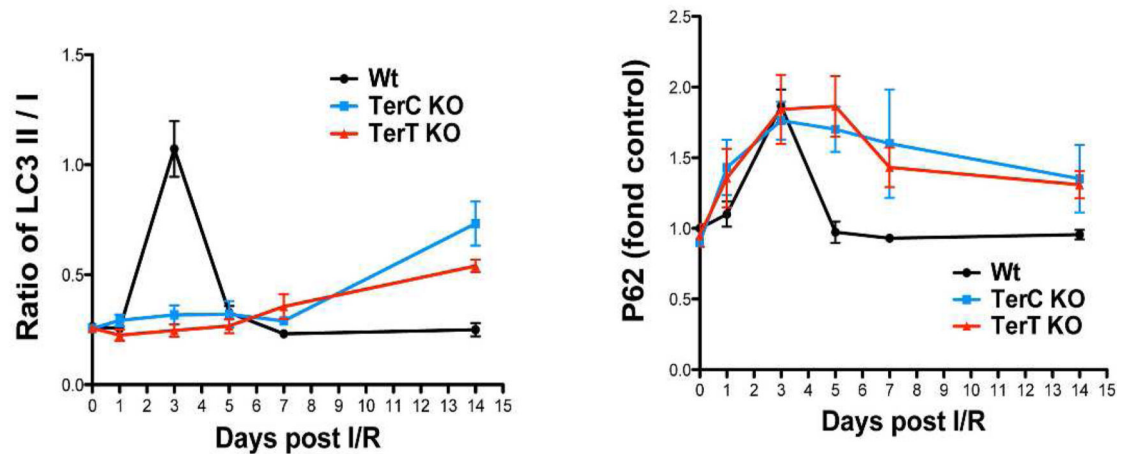 Ratio of LC3 II / I
1.5
1.0
0.5
0.0
Wt
TerC KO
TerT KO
0 1 2 3 4 5 6 7 8 9 10 11 12 13 14 15
Days post I/R
P62 (fond control)
2.5
2.0
1.5
1.0
0.5
0.0
Wt
TerC KO
TerT KO
0 1 2 3 4 5 6 7 8 9 10 11 12 13 14 15
Days post I/R